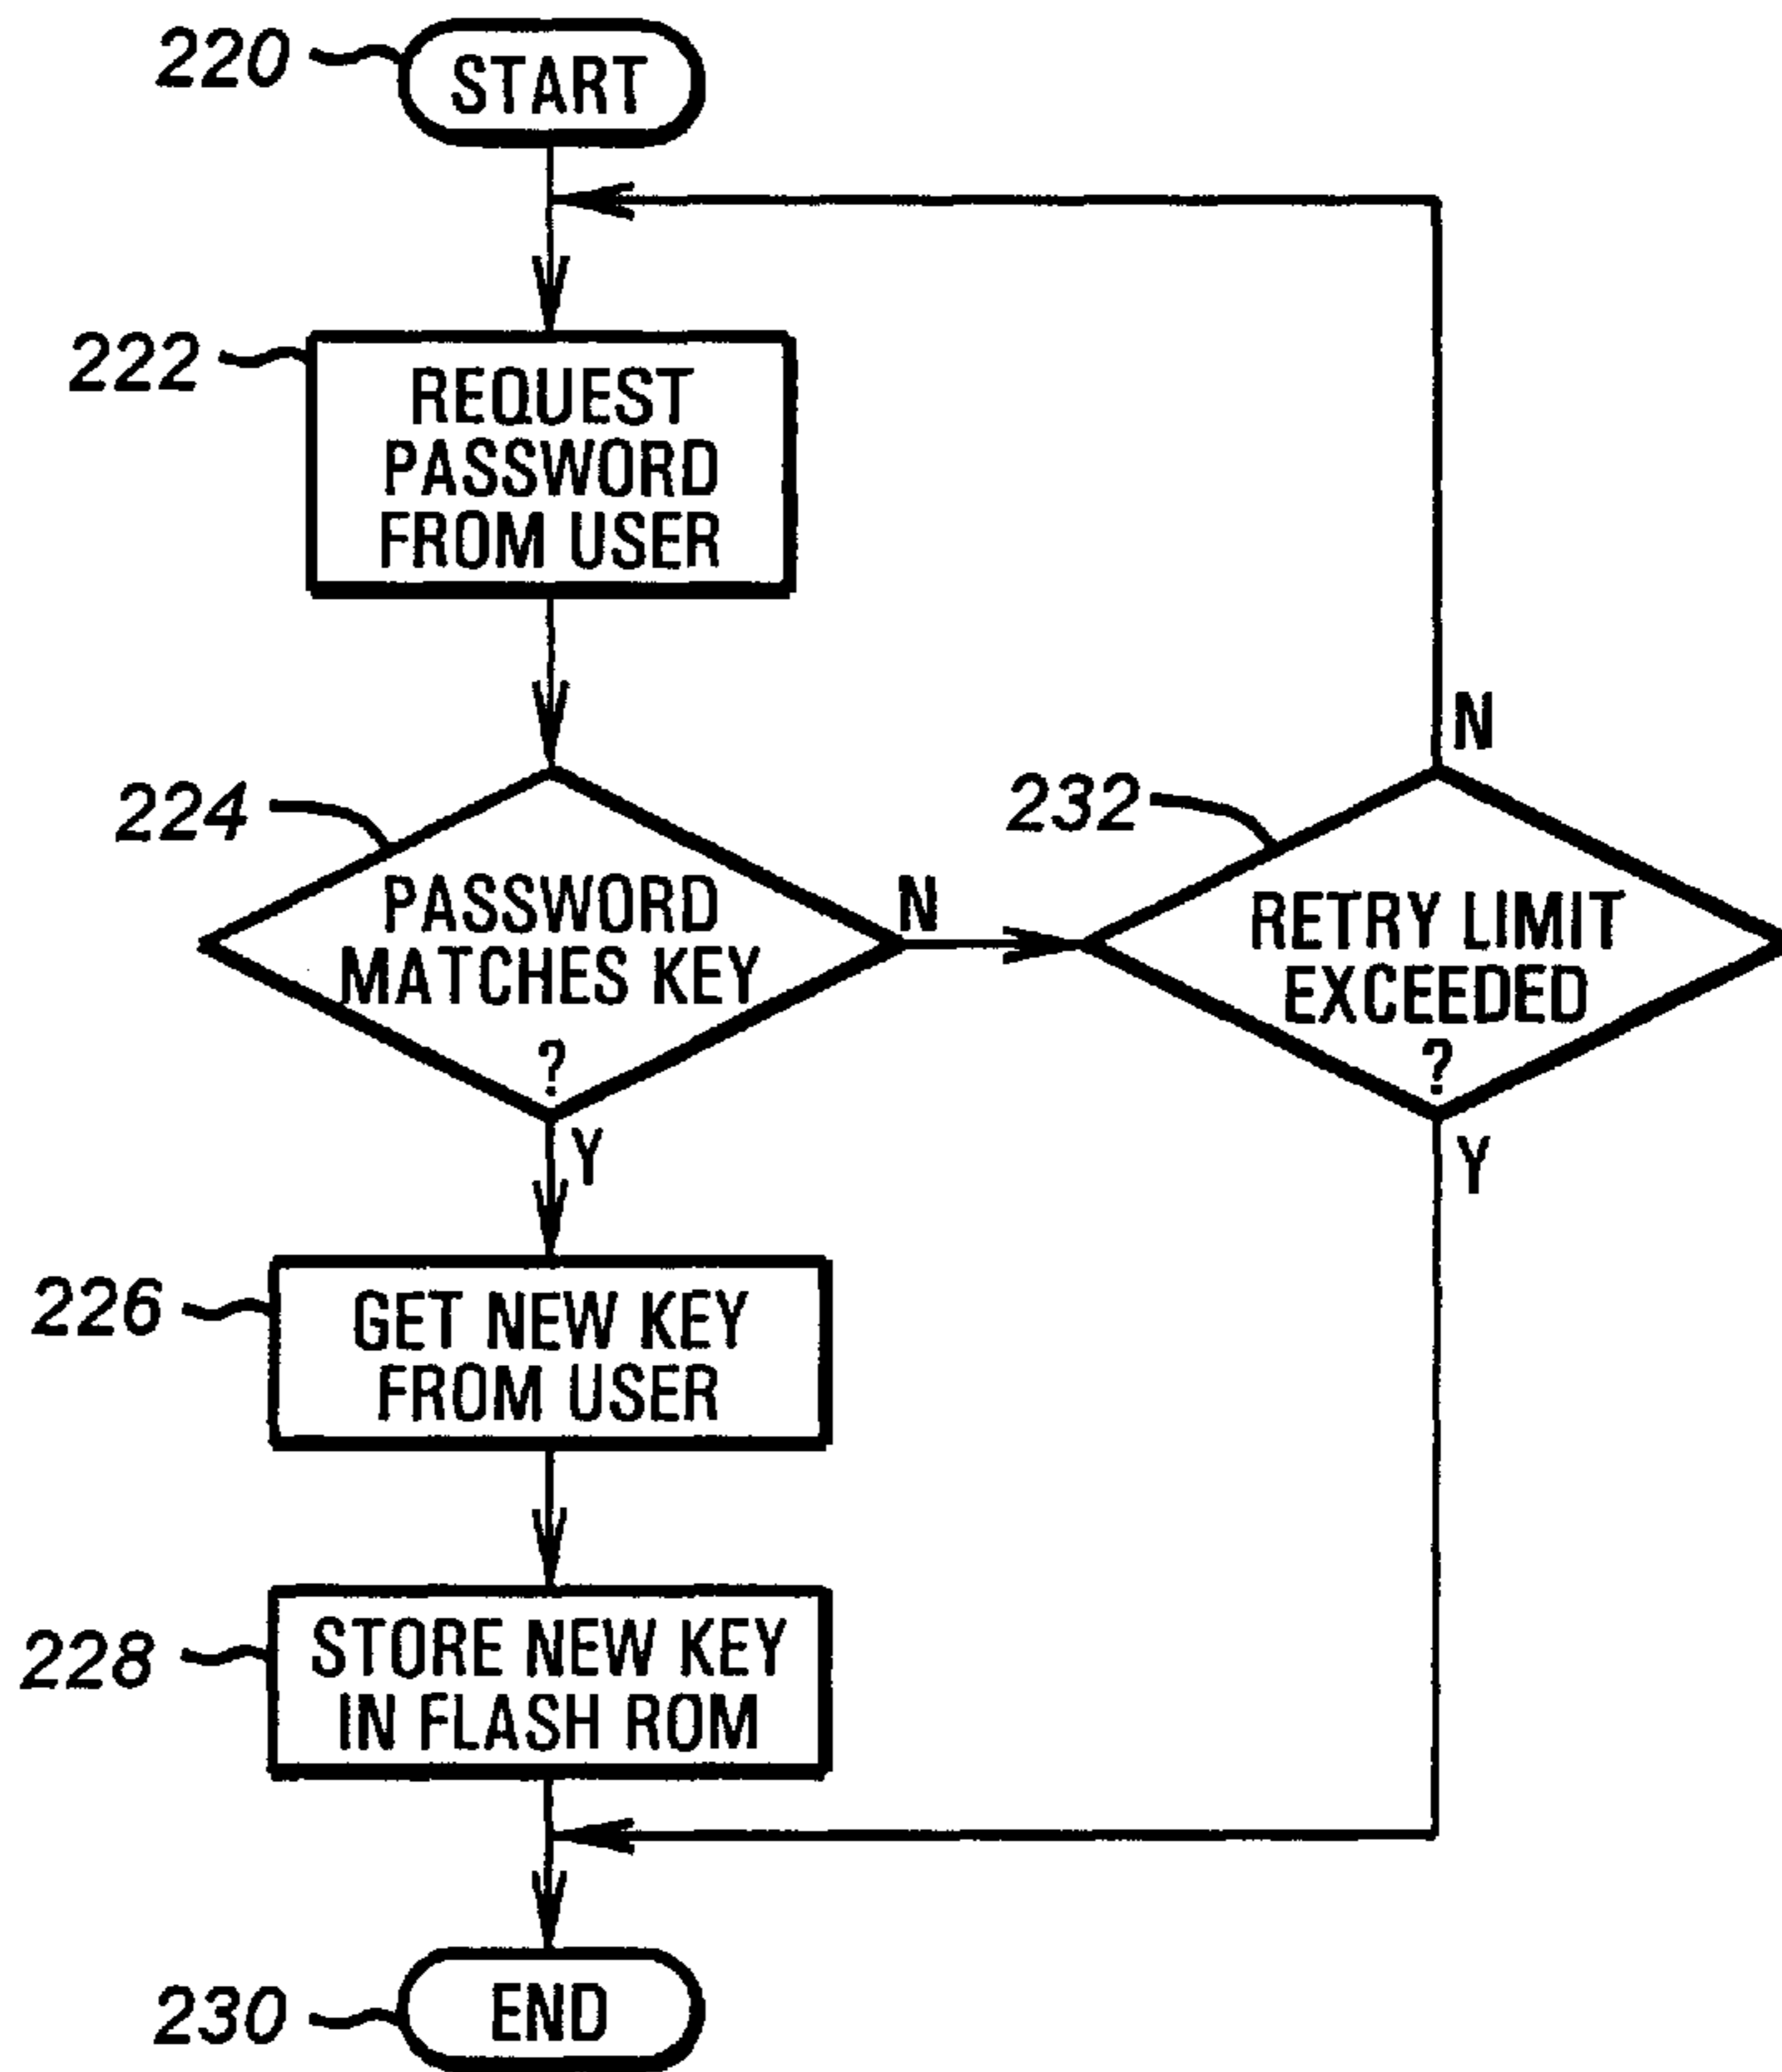 220
START
222
REQUEST
PASSWORD
FROM USER
224
PASSWORD
MATCHES KEY
?
N
Y
232
RETRY LIMIT
EXCEEDED
?
N
Y
226
GET NEW KEY
FROM USER
228
STORE NEW KEY
IN FLASH ROM
230
END